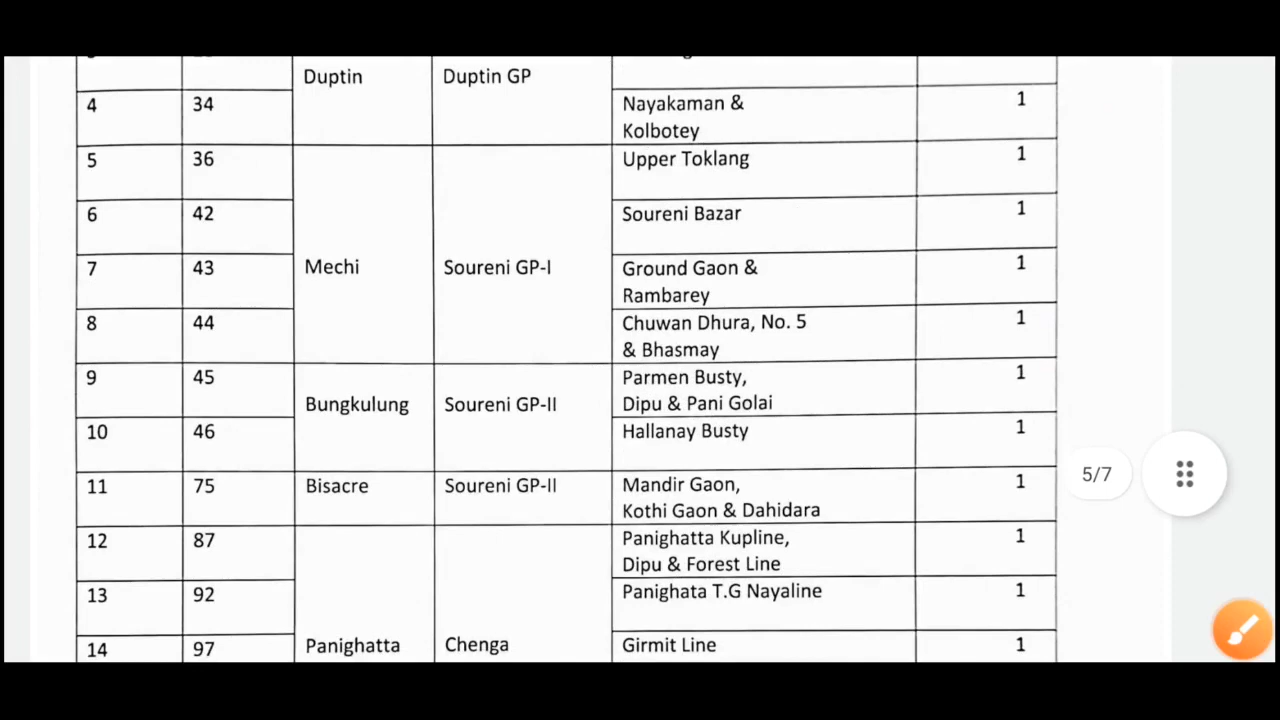 Duptin Duptin GP
4 34 Nayakaman & 1
Kolbotey
5 36 Upper Toklang 1
6 42 Soureni Bazar 1
7 43 Mechi Soureni GP-I Ground Gaon & 1
Rambarey
8 44 Chuwan Dhura, No. 5 1
& Bhasmay
9 45 Parmen Busty, 1
Bungkulung Soureni GP-II Dipu & Pani Golai
10 46 Hallanay Busty 1
11 75 Bisacre Soureni GP-II Mandir Gaon, 1
Kothi Gaon & Dahidara
5/7
12 87 Panighatta Kupline, 1
Dipu & Forest Line
13 92 Panighata T.G Nayaline 1
14 97 Panighatta Chenga Girmit Line 1